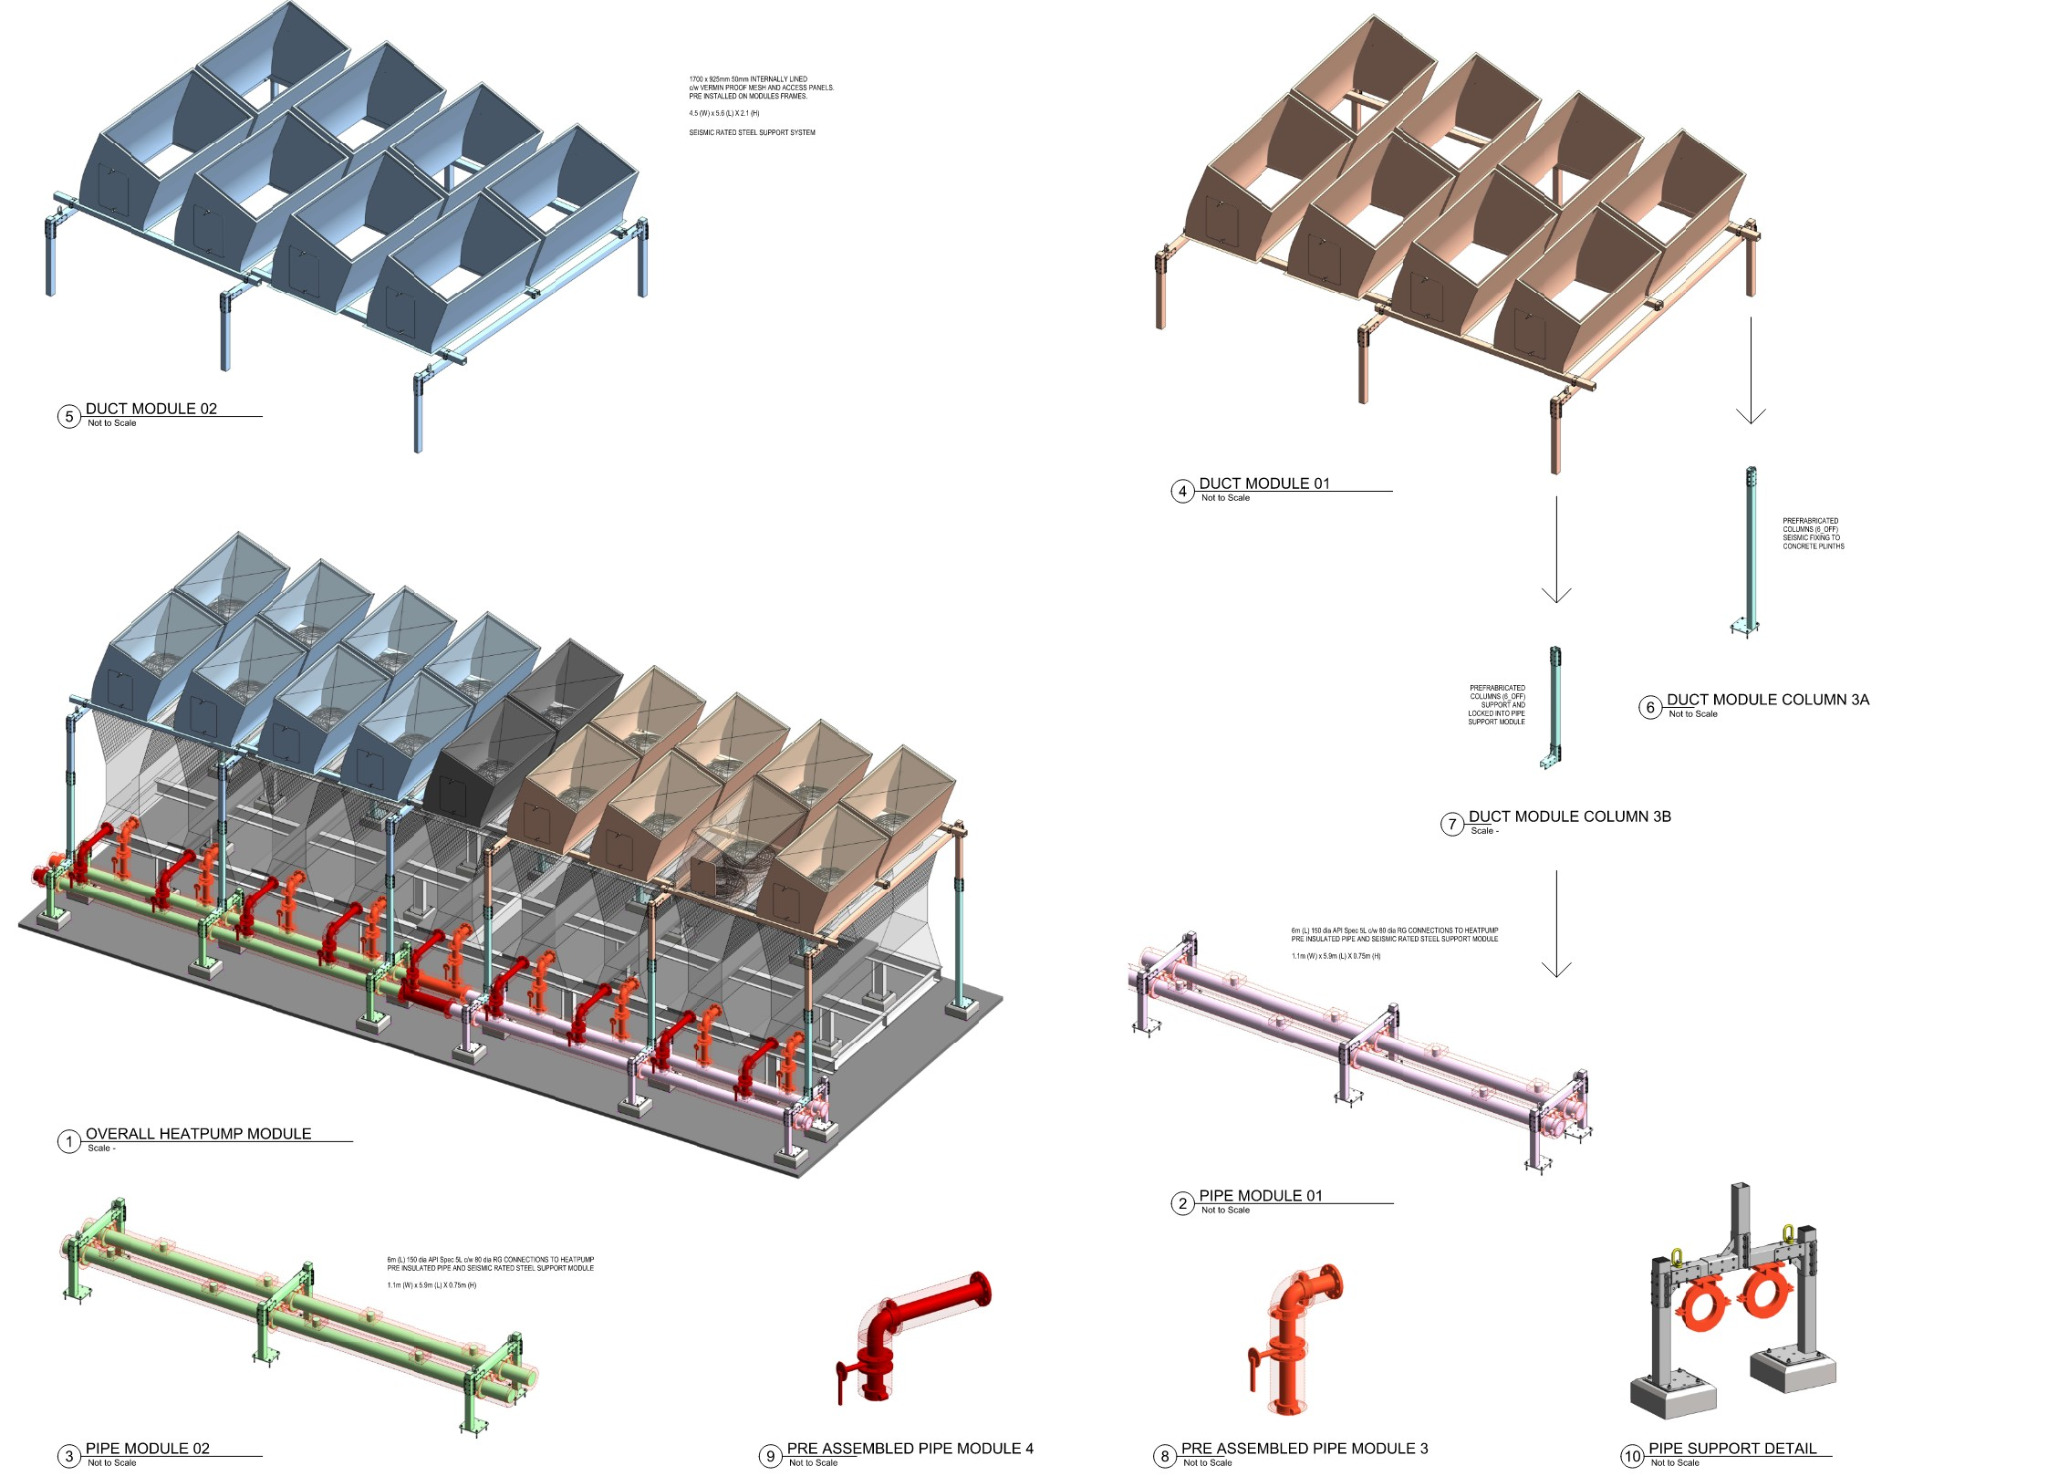 1700 x 925mm 50mm INTERNALLY LINED
c/w VERMIN PROOF MESH AND ACCESS PANELS.
PRE INSTALLED ON MODULES FRAMES.
4.5 (W) x 5.6 (L) X 2.1 (H)
SEISMIC RATED STEEL SUPPORT SYSTEM
5 DUCT MODULE 02
Not to Scale
4 DUCT MODULE 01
Not to Scale
PREFRABRICATED
COLUMNS (6_OFF)
SEISMIC FIXING TO
CONCRETE PLINTHS
6 DUCT MODULE COLUMN 3A
Not to Scale
PREFRABRICATED
COLUMNS (6_OFF)
SUPPORT AND
LOCKED INTO PIPE
SUPPORT MODULE
7 DUCT MODULE COLUMN 3B
Scale -
1 OVERALL HEATPUMP MODULE
Scale -
6m (L) 150 dia API Spec 5L c/w 80 dia RG CONNECTIONS TO HEATPUMP
PRE INSULATED PIPE AND SEISMIC RATED STEEL SUPPORT MODULE
1.1m (W) x 5.9m (L) X 0.75m (H)
2 PIPE MODULE 01
Not to Scale
6m (L) 150 dia API Spec 5L c/w 80 dia RG CONNECTIONS TO HEATPUMP
PRE INSULATED PIPE AND SEISMIC RATED STEEL SUPPORT MODULE
1.1m (W) x 5.9m (L) X 0.75m (H)
3 PIPE MODULE 02
Not to Scale
9 PRE ASSEMBLED PIPE MODULE 4
Not to Scale
8 PRE ASSEMBLED PIPE MODULE 3
Not to Scale
10 PIPE SUPPORT DETAIL
Not to Scale